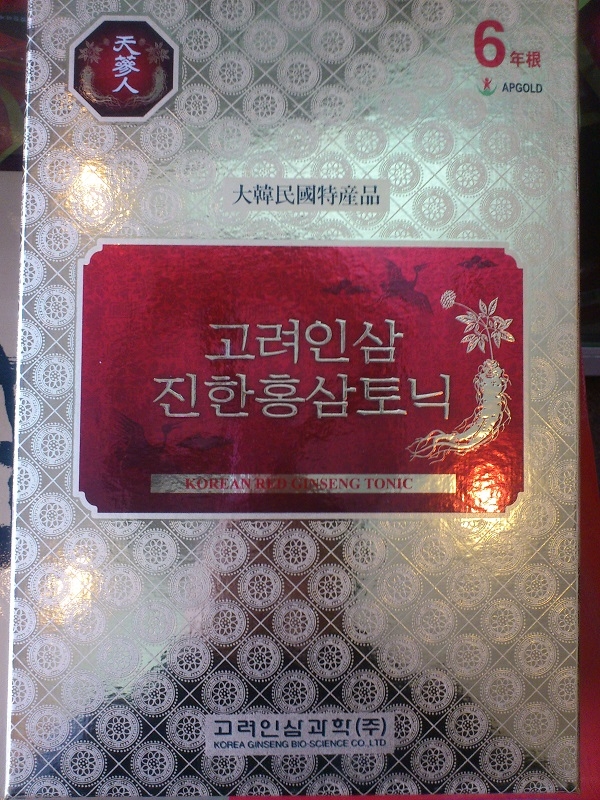 天蔘人
6年根
APGOLD
大韓民國特産品
고려인삼
진한홍삼토닉
KOREAN RED GINSENG TONIC
고려인삼과학(주)
KOREA GINSENG BIO-SCIENCE CO.,LTD